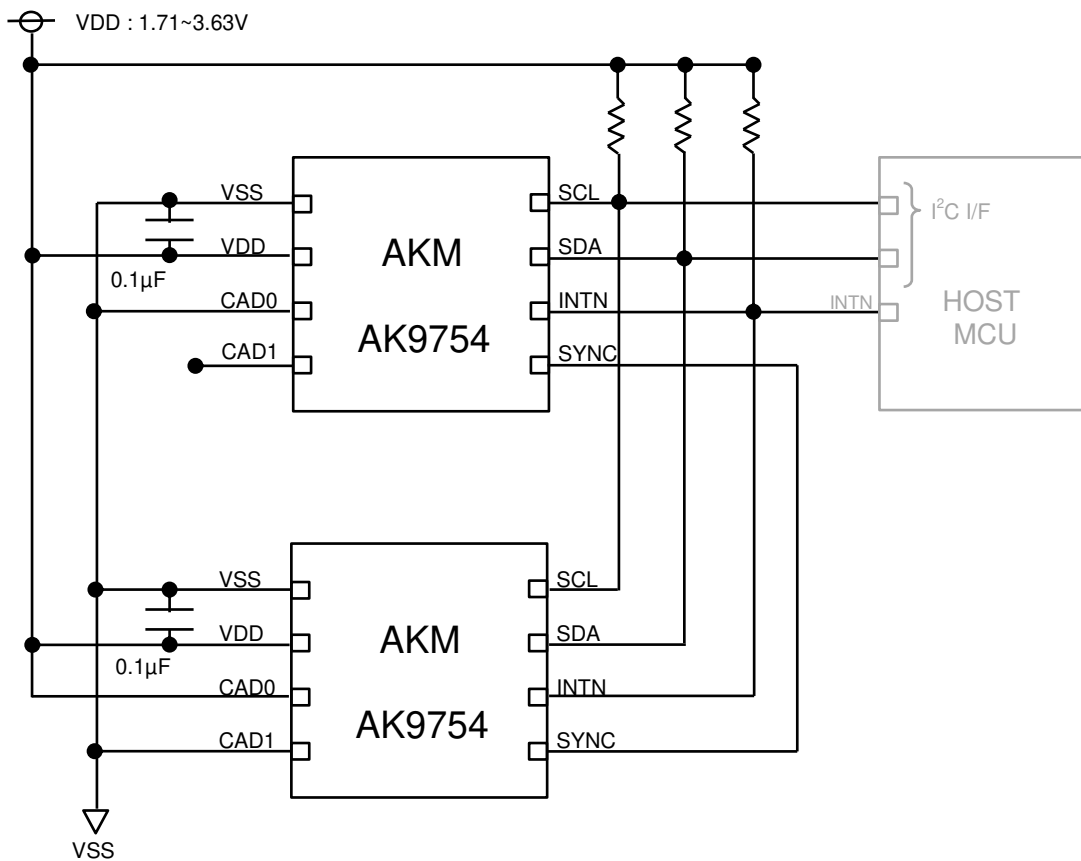 VDD : 1.71~3.63V
VSS
VDD
0.1µF
CAD0
CAD1
AKM
AK9754
SCL
SDA
INTN
SYNC
I²C I/F
INTN
HOST
MCU
VSS
VDD
0.1µF
CAD0
CAD1
AKM
AK9754
SCL
SDA
INTN
SYNC
VSS